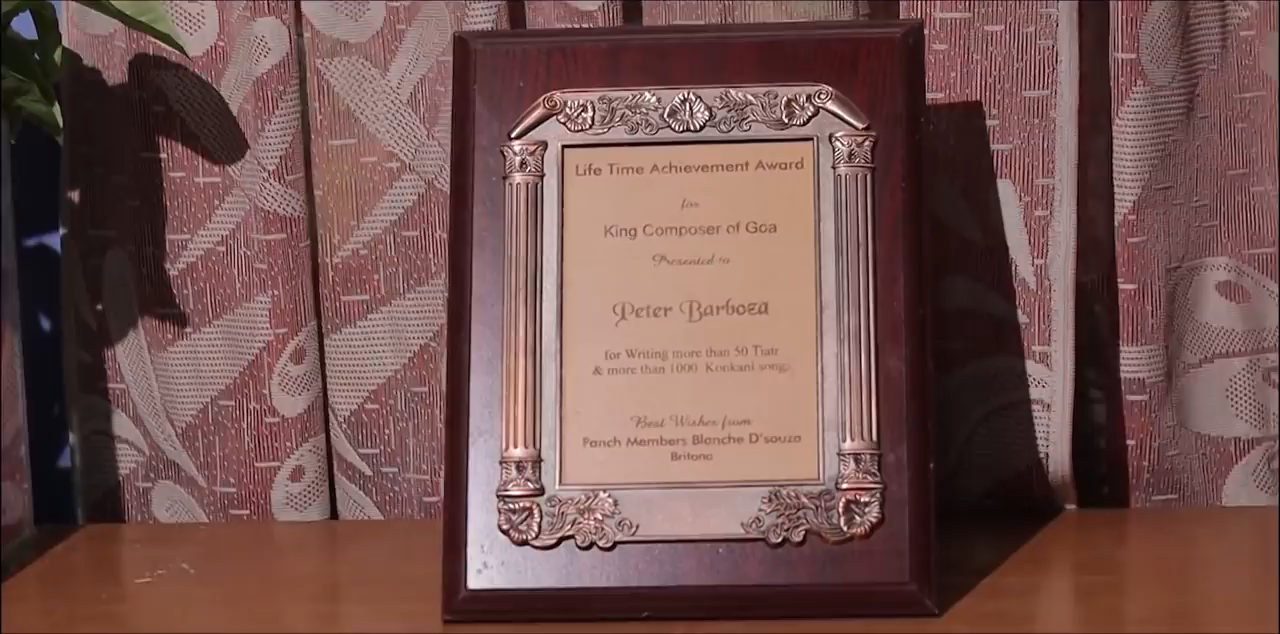 Life Time Achievement Award
for
King Composer of Goa
Presented to
Peter Barboza
for Writing more than 50 Tiatr
& more than 1000 Konkani songs
Best Wishes from
Panch Members Blanche D'souza
Britona